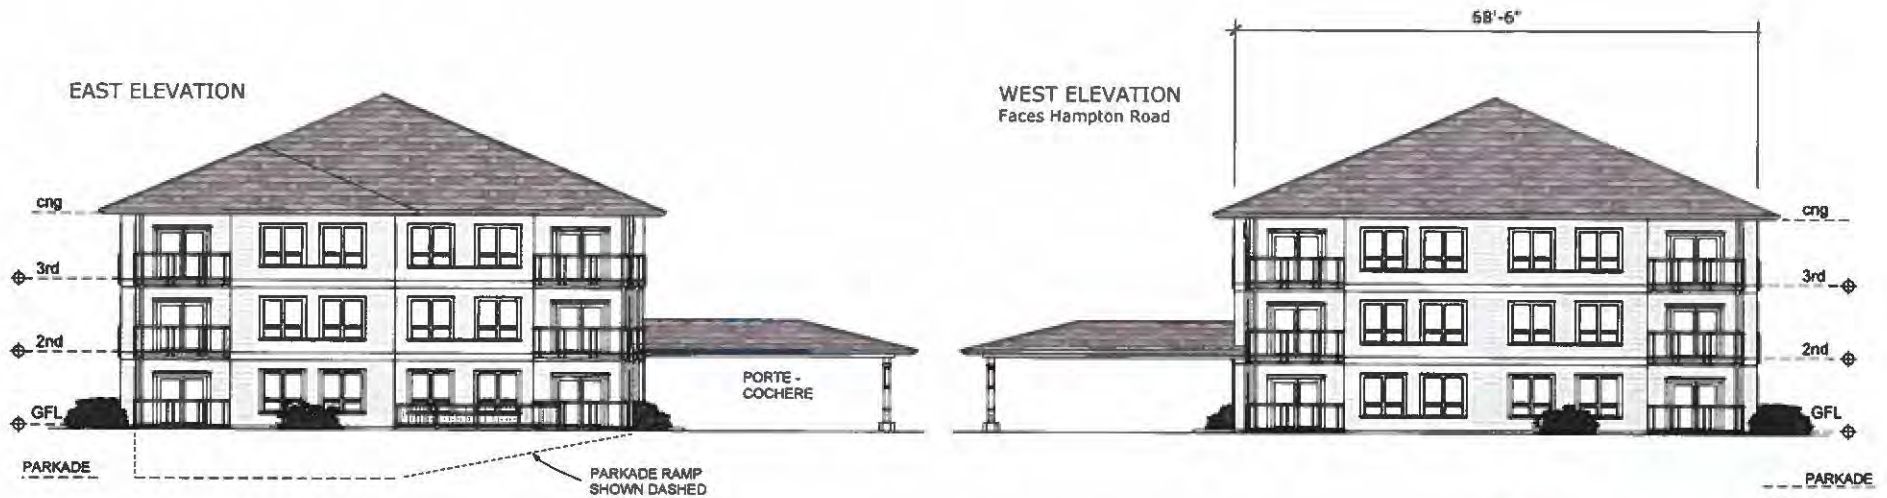 EAST ELEVATION
cng
3rd
2nd
GFL
PARKADE
PORTE -
COCHERE
PARKADE RAMP
SHOWN DASHED
68'-6"
WEST ELEVATION
Faces Hampton Road
cng
3rd
2nd
GFL
PARKADE